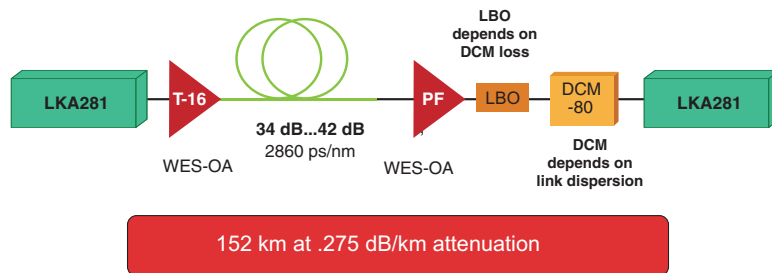 LBO
depends on
DCM loss
LKA281
T-16
PF
LBO
DCM
-80
LKA281
34 dB...42 dB
2860 ps/nm
WES-OA
WES-OA
DCM
depends on
link dispersion
152 km at .275 dB/km attenuation